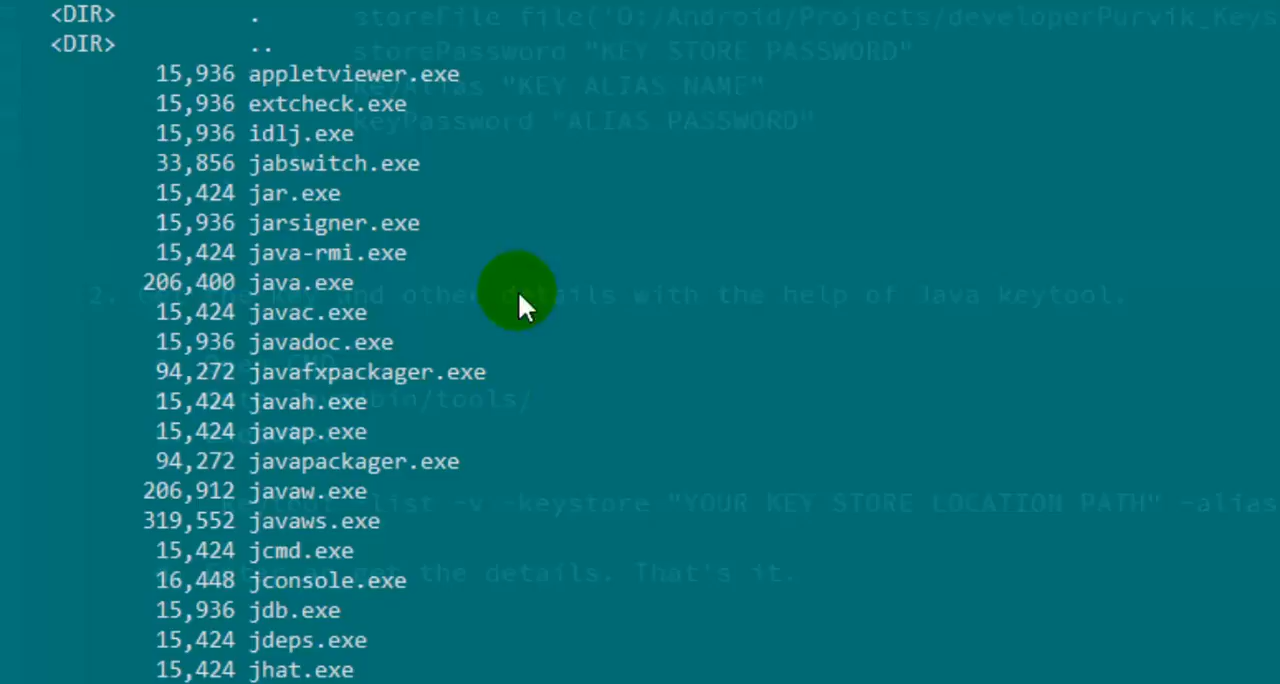 <DIR> .
storeFile file('D:/Android/Projects/developerPurvik_Keys
<DIR> ..
storePassword "KEY STORE PASSWORD"
15,936 appletviewer.exe
keyAlias "KEY ALIAS NAME"
15,936 extcheck.exe
keyPassword "ALIAS PASSWORD"
15,936 idlj.exe
33,856 jabswitch.exe
15,424 jar.exe
15,936 jarsigner.exe
15,424 java-rmi.exe
206,400 java.exe
2. key and other details with the help of Java keytool.
15,424 javac.exe
15,936 javadoc.exe
Open CMD
94,272 javafxpackager.exe
15,424 javah.exe
bin/tools/
15,424 javap.exe
94,272 javapackager.exe
206,912 javaw.exe
list -v -keystore "YOUR KEY STORE LOCATION PATH" -alias
319,552 javaws.exe
15,424 jcmd.exe
16,448 jconsole.exe
get the details. That's it.
15,936 jdb.exe
15,424 jdeps.exe
15,424 jhat.exe